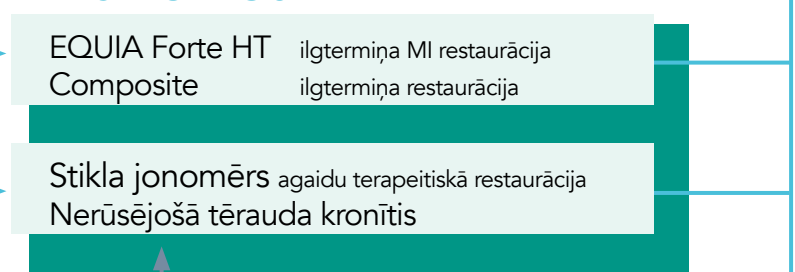 EQUIA Forte HT ilgtermiņa MI restaurācija
Composite ilgtermiņa restaurācija
Stikla jonomērs agaidu terapeitiskā restaurācija
Nerūsējošā tērauda kronītis